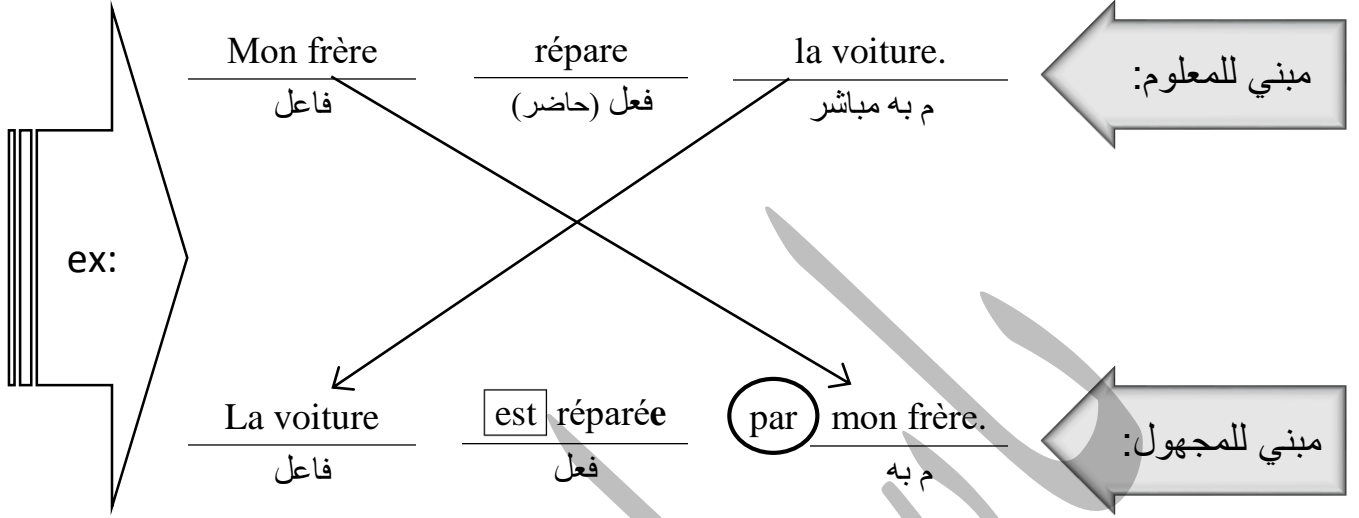 Mon frère répare la voiture. مبني للمعلوم:
فاعل فعل (حاضر) م به مباشر
ex:
La voiture est réparée par mon frère. مبني للمجهول:
فاعل فعل م به